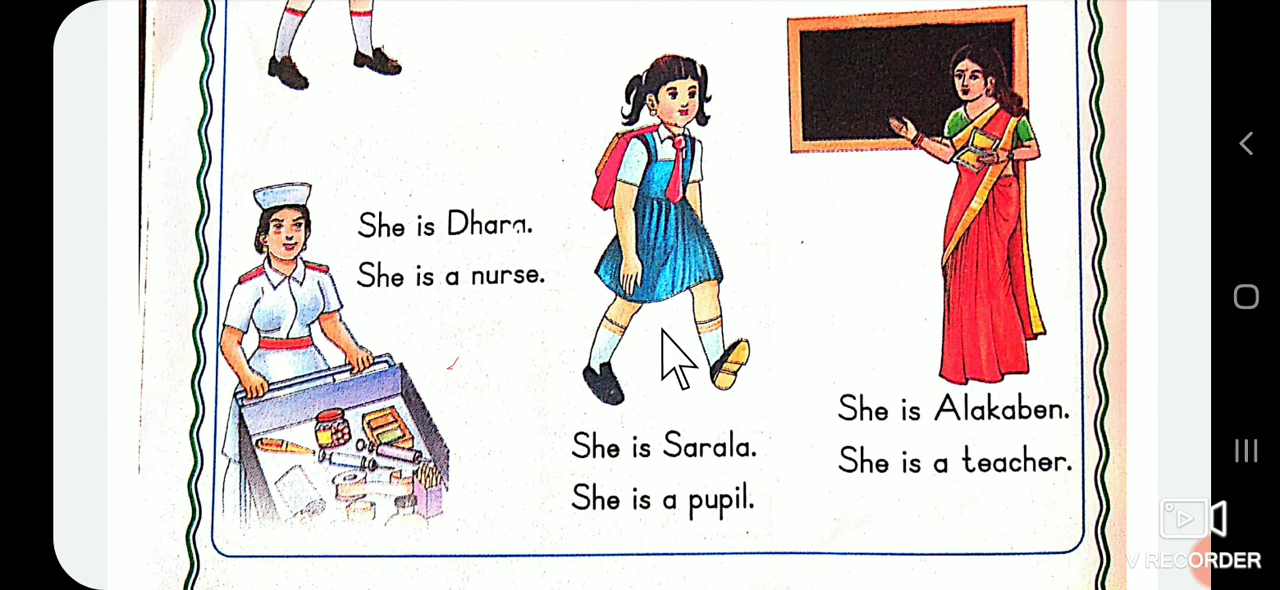 She is Dhara.
She is a nurse.
She is Sarala.
She is a pupil.
She is Alakaben.
She is a teacher.
V RECORDER